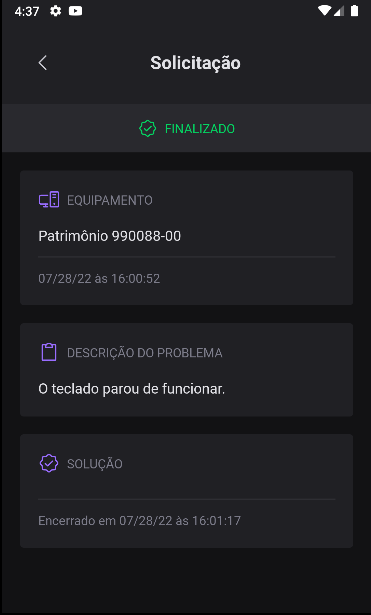 4:37
Solicitação
FINALIZADO
EQUIPAMENTO
Patrimônio 990088-00
07/28/22 às 16:00:52
DESCRIÇÃO DO PROBLEMA
O teclado parou de funcionar.
SOLUÇÃO
Encerrado em 07/28/22 às 16:01:17